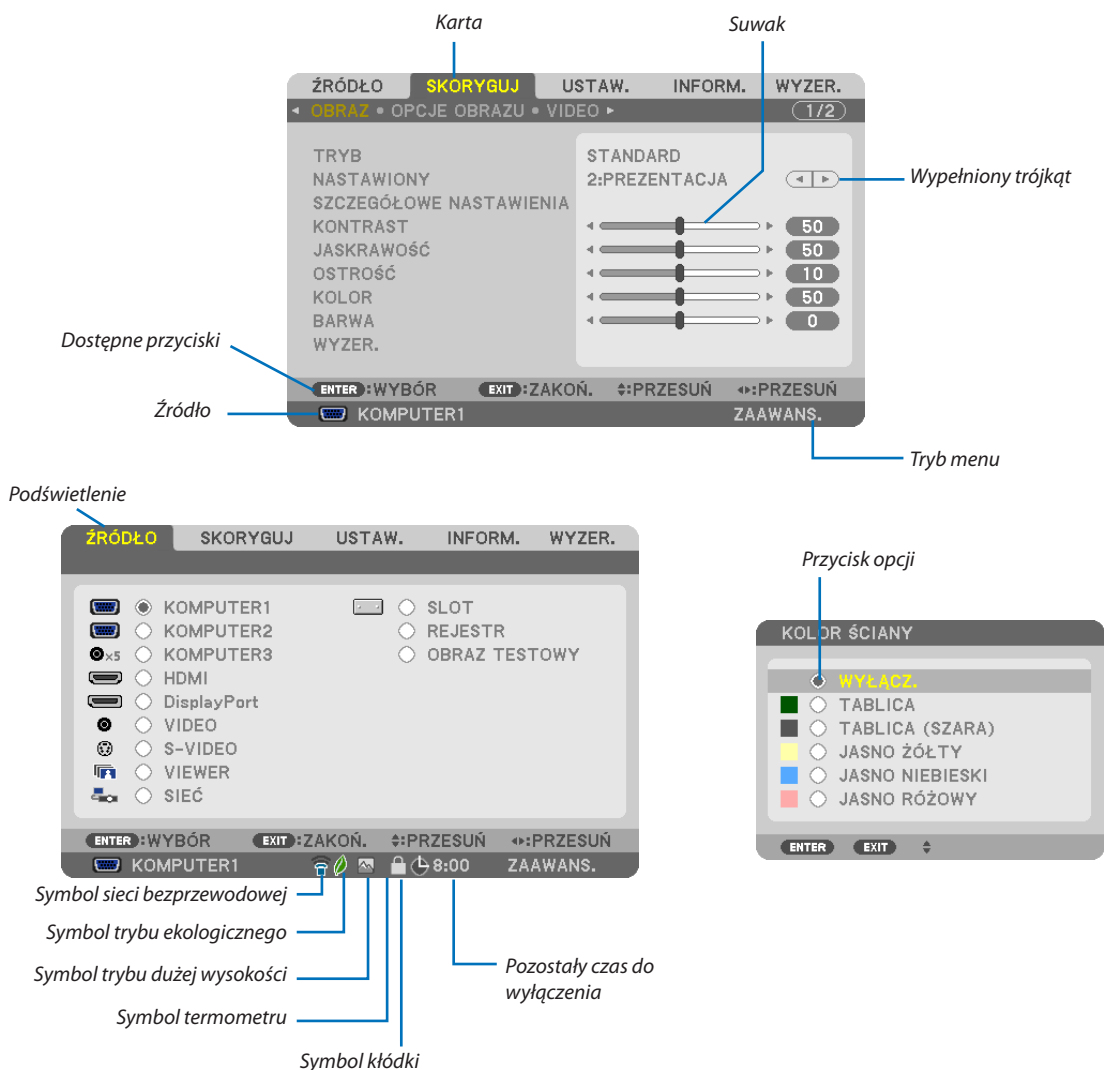 Karta
Suwak
ŹRÓDŁO SKORYGUJ USTAW. INFORM. WYZER.
OBRAZ • OPCJE OBRAZU • VIDEO 1/2
TRYB STANDARD
NASTAWIONY 2:PREZENTACJA
Wypełniony trójkąt
SZCZEGÓŁOWE NASTAWIENIA
KONTRAST 50
JASKRAWOŚĆ 50
OSTROŚĆ 10
KOLOR 50
BARWA 0
WYZER.
Dostępne przyciski
ENTER :WYBÓR EXIT :ZAKOŃ. :PRZESUŃ :PRZESUŃ
Źródło
KOMPUTER1 ZAAWANS.
Tryb menu
Podświetlenie
ŹRÓDŁO SKORYGUJ USTAW. INFORM. WYZER.
KOMPUTER1 SLOT
KOMPUTER2 REJESTR
×5 KOMPUTER3 OBRAZ TESTOWY
HDMI
DisplayPort
VIDEO
S-VIDEO
VIEWER
SIEĆ
ENTER :WYBÓR EXIT :ZAKOŃ. :PRZESUŃ :PRZESUŃ
KOMPUTER1 8:00 ZAAWANS.
Przycisk opcji
KOLOR ŚCIANY
WYŁĄCZ.
TABLICA
TABLICA (SZARA)
JASNO ŻÓŁTY
JASNO NIEBIESKI
JASNO RÓŻOWY
ENTER EXIT
Symbol sieci bezprzewodowej
Symbol trybu ekologicznego
Symbol trybu dużej wysokości
Symbol termometru
Symbol kłódki
Pozostały czas do
wyłączenia